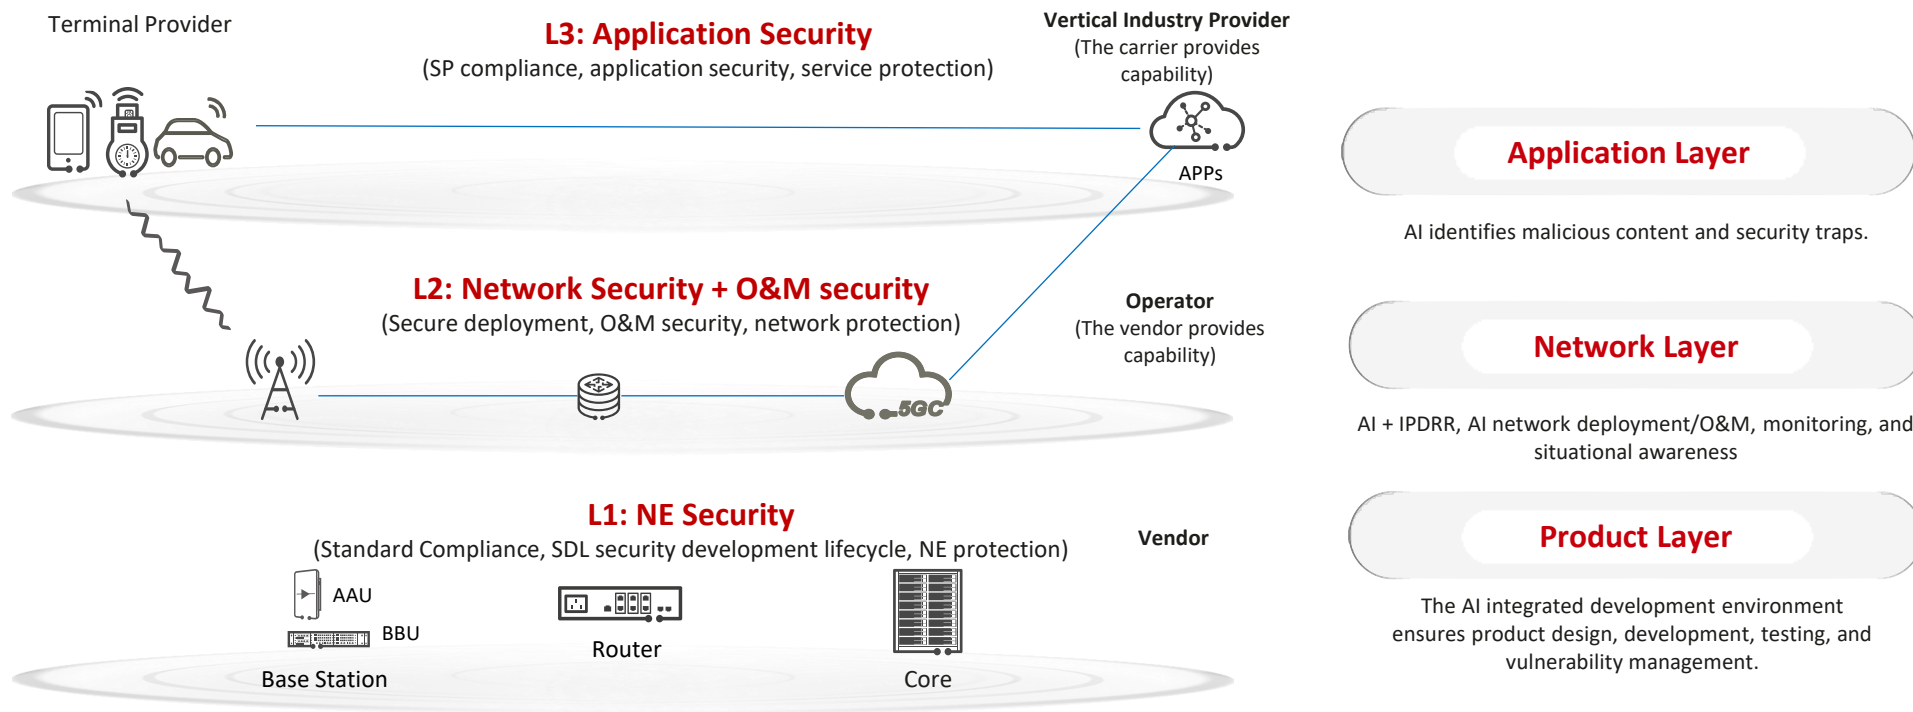 Terminal Provider
L3: Application Security
(SP compliance, application security, service protection)
Vertical Industry Provider
(The carrier provides
capability)
APPs
L2: Network Security + O&M security
(Secure deployment, O&M security, network protection)
Operator
(The vendor provides
capability)
5GC
L1: NE Security
(Standard Compliance, SDL security development lifecycle, NE protection)
Vendor
AAU
BBU
Base Station
Router
Core
Application Layer
AI identifies malicious content and security traps.
Network Layer
AI + IPDRR, AI network deployment/O&M, monitoring, and
situational awareness
Product Layer
The AI integrated development environment
ensures product design, development, testing, and
vulnerability management.